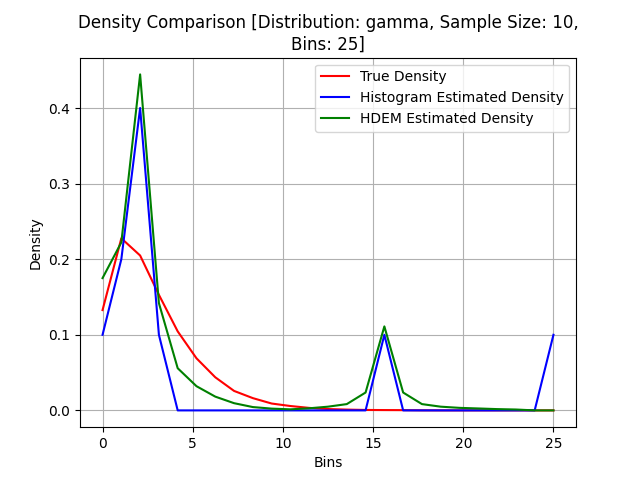 Density Comparison [Distribution: gamma, Sample Size: 10,
Bins: 25]
True Density
Histogram Estimated Density
HDEM Estimated Density
Density
0.4
0.3
0.2
0.1
0.0
0 5 10 15 20 25
Bins